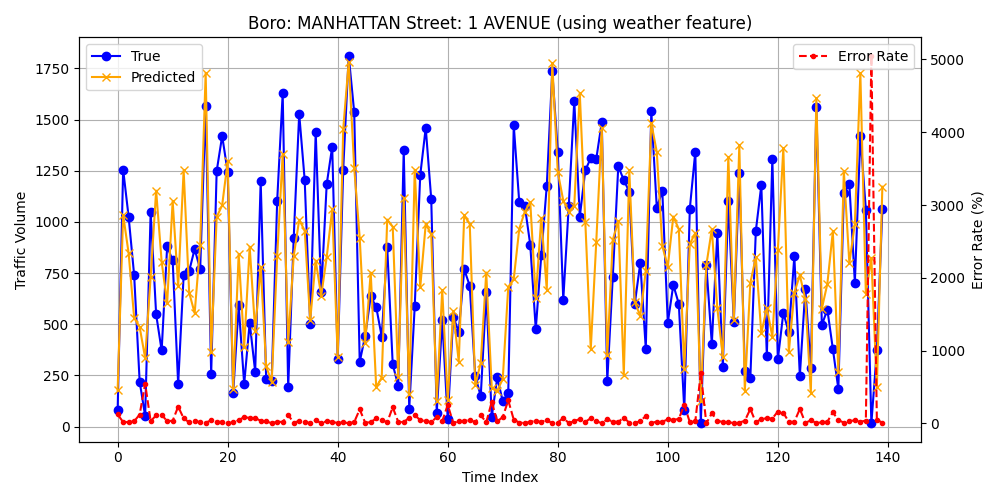 Boro: MANHATTAN Street: 1 AVENUE (using weather feature)
True
Predicted
Error Rate
Traffic Volume
0
250
500
750
1000
1250
1500
1750
0
1000
2000
3000
4000
5000
Error Rate (%)
0 20 40 60 80 100 120 140
Time Index